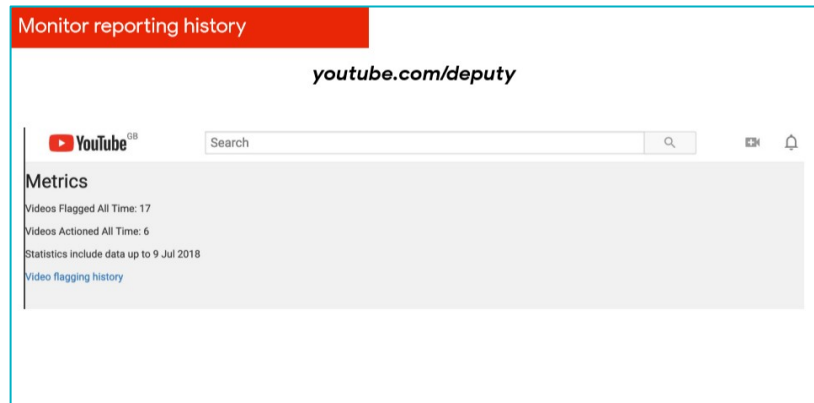 Monitor reporting history
youtube.com/deputy
YouTube GB
Search
Metrics
Videos Flagged All Time: 17
Videos Actioned All Time: 6
Statistics include data up to 9 Jul 2018
Video flagging history